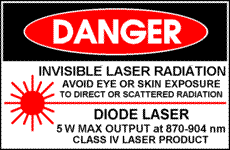 DANGER
INVISIBLE LASER RADIATION
AVOID EYE OR SKIN EXPOSURE
TO DIRECT OR SCATTERED RADIATION
DIODE LASER
5 W MAX OUTPUT at 870-904 nm
CLASS IV LASER PRODUCT